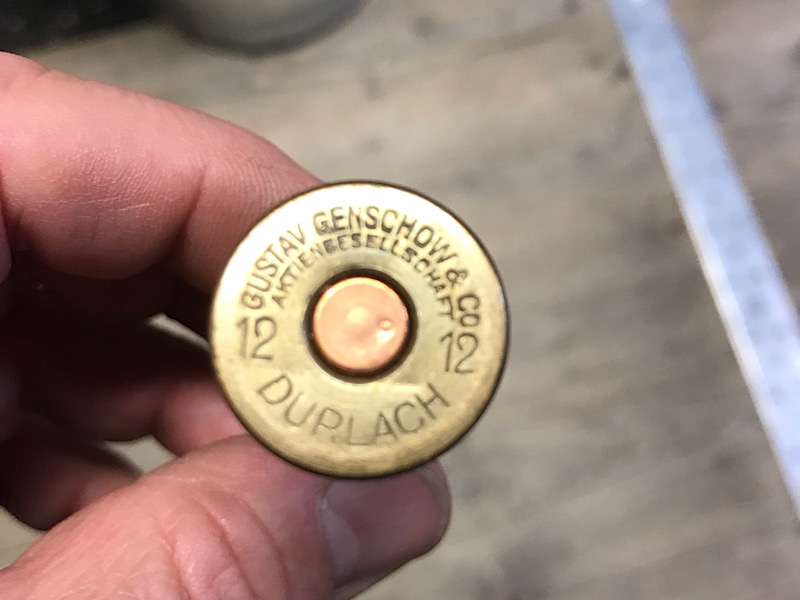 GUSTAV GENSCHOW & CO
AKTIENGESELLSCHAFT
12 12
DURLACH